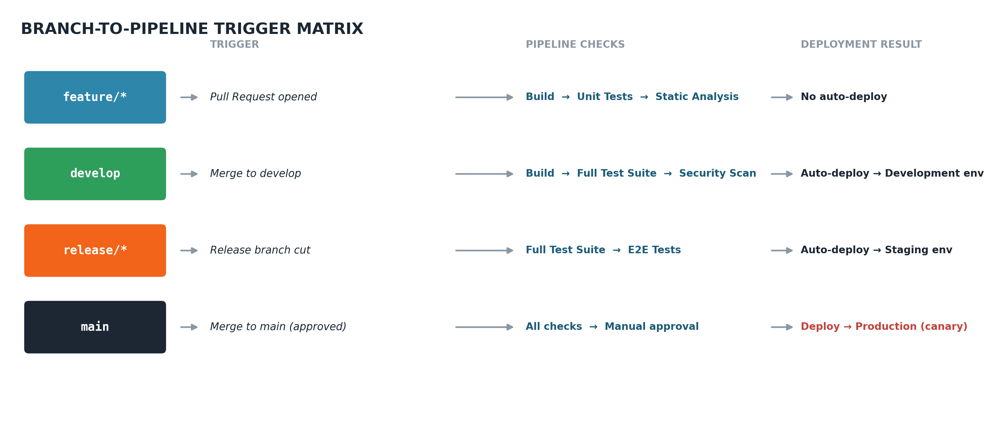 BRANCH-TO-PIPELINE TRIGGER MATRIX
TRIGGER PIPELINE CHECKS DEPLOYMENT RESULT
feature/* Pull Request opened Build → Unit Tests → Static Analysis No auto-deploy
develop Merge to develop Build → Full Test Suite → Security Scan Auto-deploy → Development env
release/* Release branch cut Full Test Suite → E2E Tests Auto-deploy → Staging env
main Merge to main (approved) All checks → Manual approval Deploy → Production (canary)